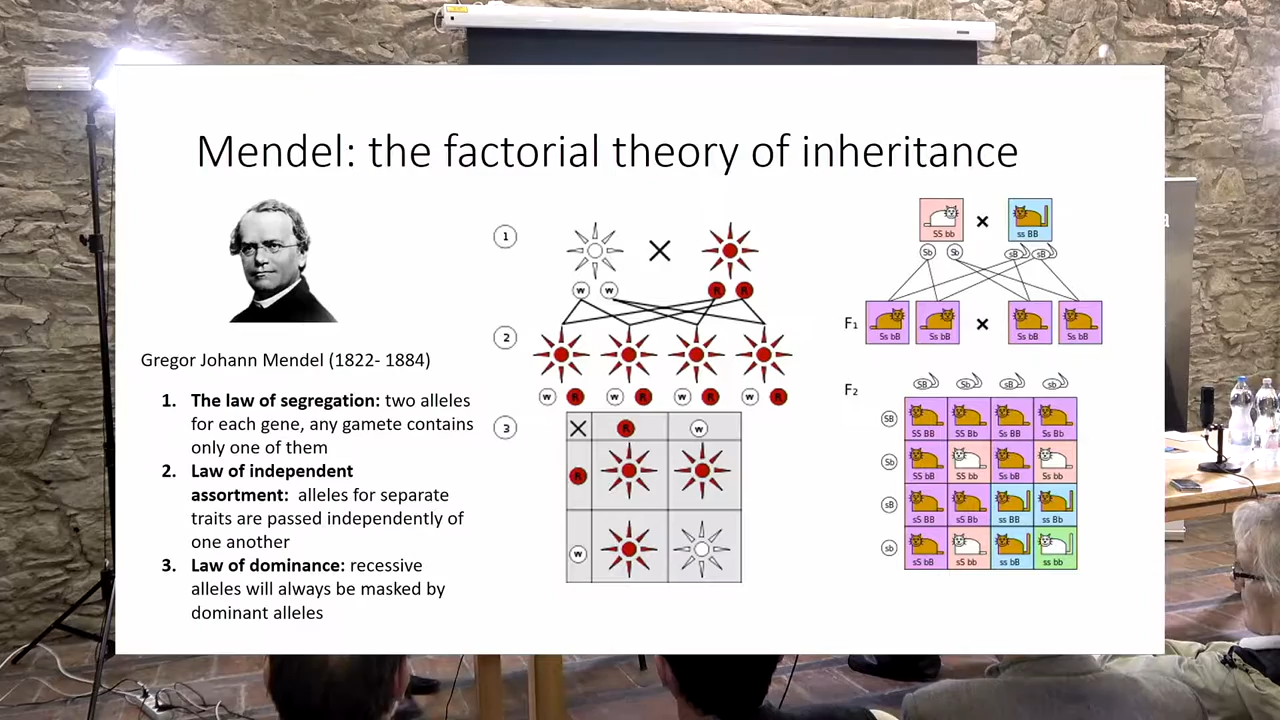 Mendel: the factorial theory of inheritance
Gregor Johann Mendel (1822- 1884)
1. The law of segregation: two alleles
for each gene, any gamete contains
only one of them
2. Law of independent
assortment: alleles for separate
traits are passed independently of
one another
3. Law of dominance: recessive
alleles will always be masked by
dominant alleles
1
w w R R
2
w R w R w R w R
3
R w
R
w
SS bb ss BB
Sb Sb sB sB
F₁
Ss bB Ss bB Ss bB Ss bB
F₂
SB Sb sB sb
SB
SS BB SS Bb Ss BB Ss Bb
Sb
SS bB SS bb Ss bB Ss bb
sB
sS BB sS Bb ss BB ss Bb
sb
sS bB sS bb ss bB ss bb
a